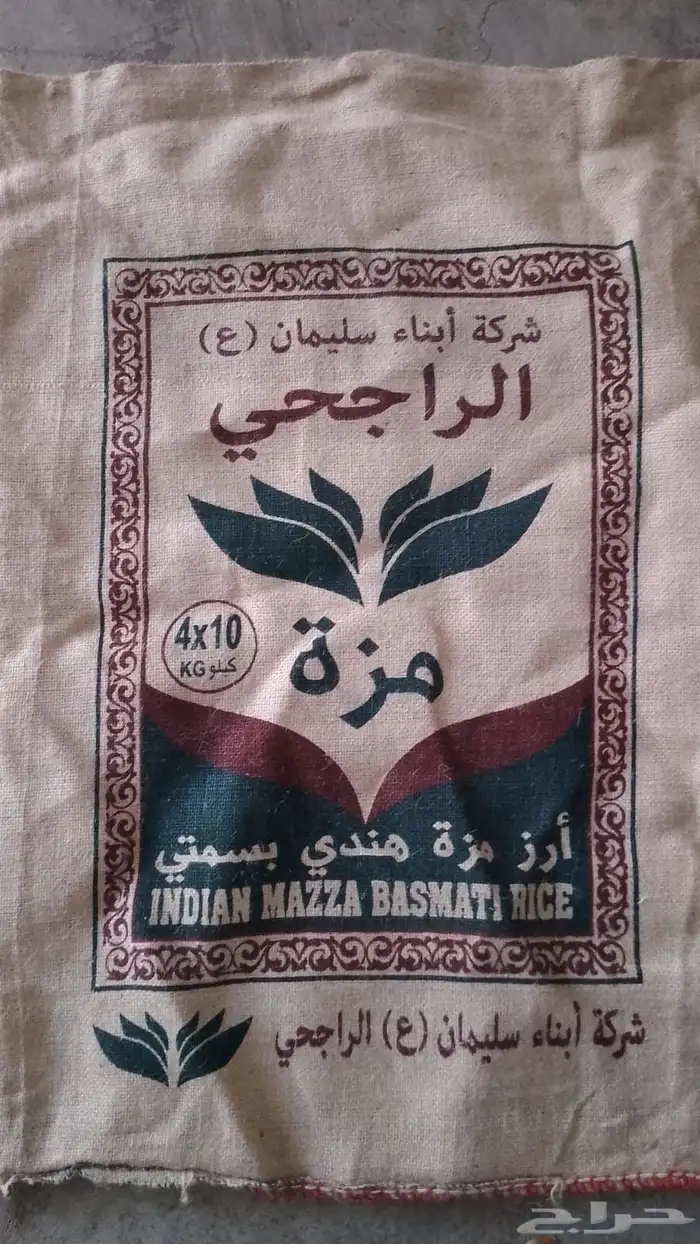 شركة أبناء سليمان (ع)
الراجحي
4x10
KG كيلو
مزة
أرز مزة هندي بسمتي
INDIAN MAZZA BASMATI RICE
شركة أبناء سليمان (ع) الراجحي
حراج